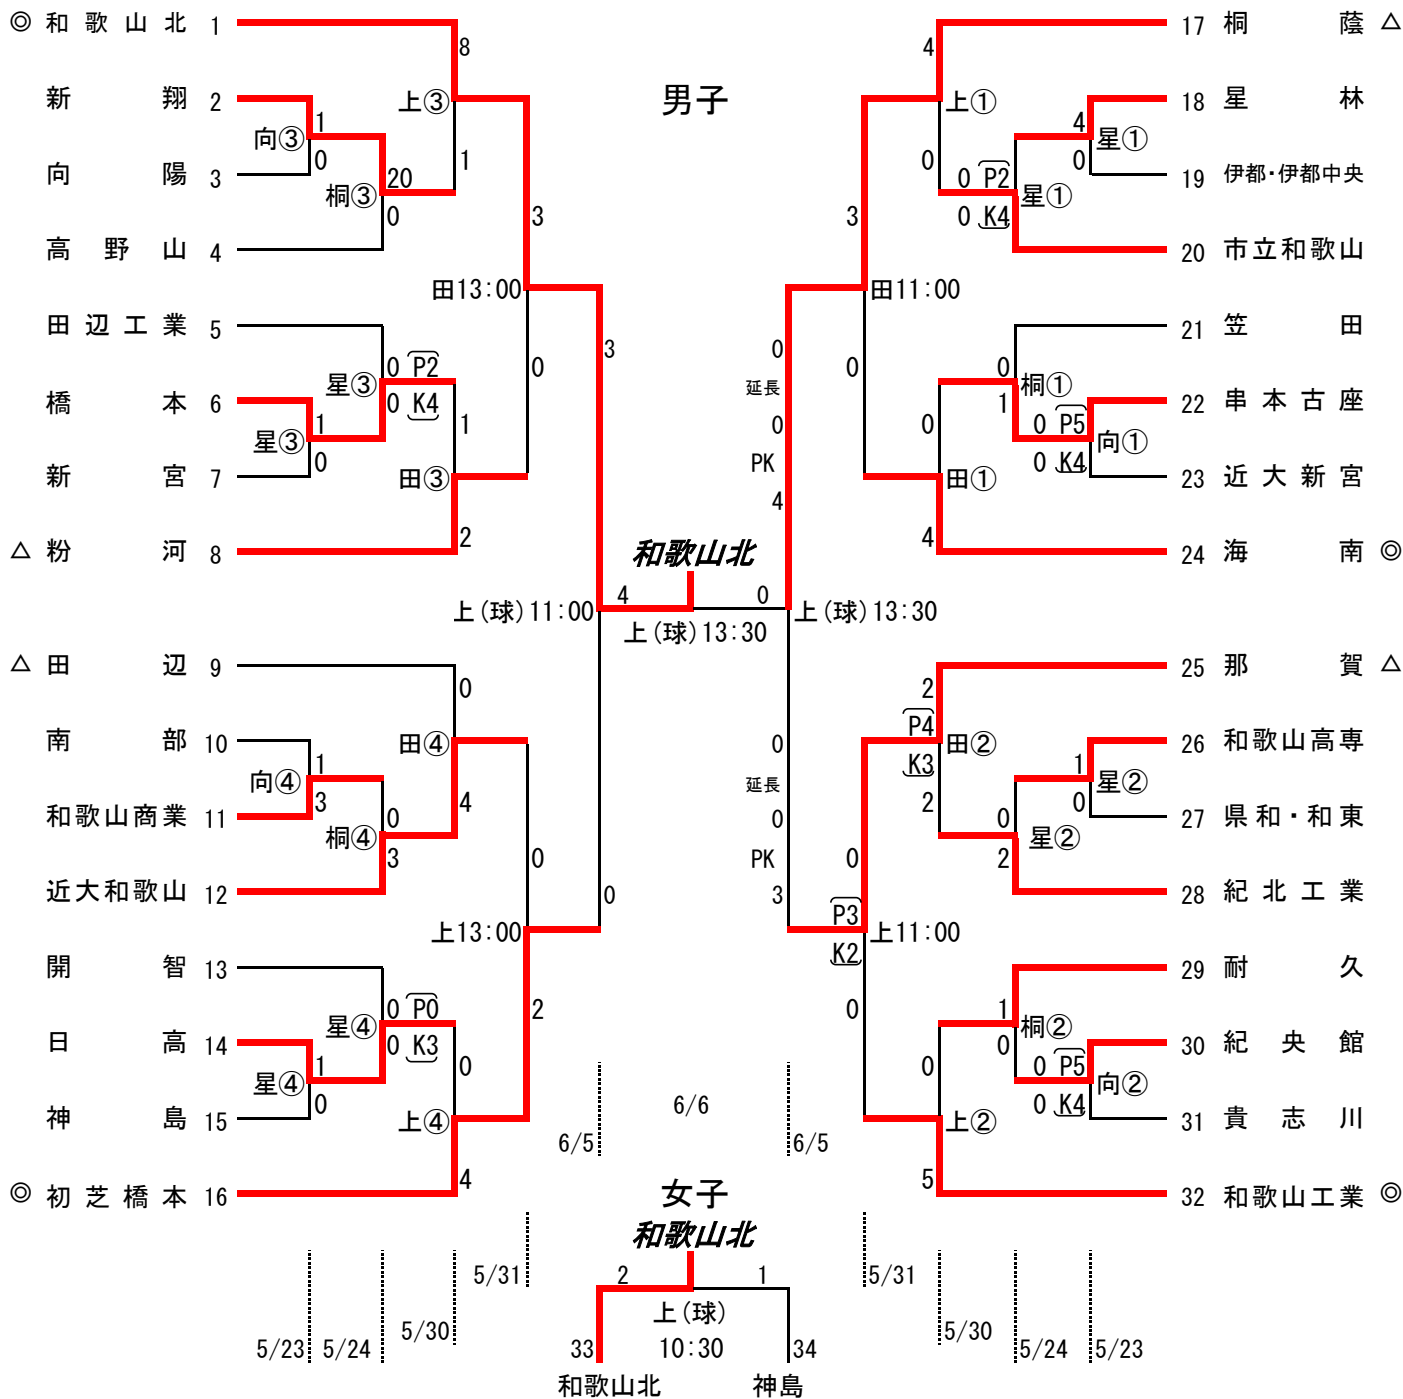 ◎ 和歌山北 1
新翔 2
向陽 3
高野山 4
田辺工業 5
橋本 6
新宮 7
△ 粉河 8
△ 田辺 9
南部 10
和歌山商業 11
近大和歌山 12
開智 13
日高 14
神島 15
◎ 初芝橋本 16
向③ 1 0
桐③ 20 0
上③ 8 1
星③ 1 0
星③ 0 0 P2 K4
田③ 1 2
田13:00 3 0
向④ 1 3
桐④ 0 3
田④ 0 4
星④ 1 0
星④ 0 0 P0 K3
上④ 0 4
上13:00 0 2
上(球)11:00 3 0
男子
和歌山北
4 0
上(球)13:30
6/6
17 桐蔭 △
18 星林
19 伊都・伊都中央
20 市立和歌山
21 笠田
22 串本古座
23 近大新宮
24 海南 ◎
25 那賀 △
26 和歌山高専
27 県和・和東
28 紀北工業
29 耐久
30 紀央館
31 貴志川
32 和歌山工業 ◎
星① 4 0
星① 0 0 P2 K4
上① 4 0
向① 0 0 P5 K4
桐① 0 1
田① 0 4
田11:00 3 0
星② 1 0
星② 0 2
田② 2 2 P4 K3
向② 0 0 P5 K4
桐② 1 0
上② 0 5
上11:00 0 0 P3 K2
上(球)13:30
0
延長
0
PK
4
0
延長
0
PK
3
5/23 5/24 5/30 5/31 6/5
6/5 5/31 5/30 5/24 5/23
女子
和歌山北
2 1
上(球)
10:30
33 34
和歌山北 神島